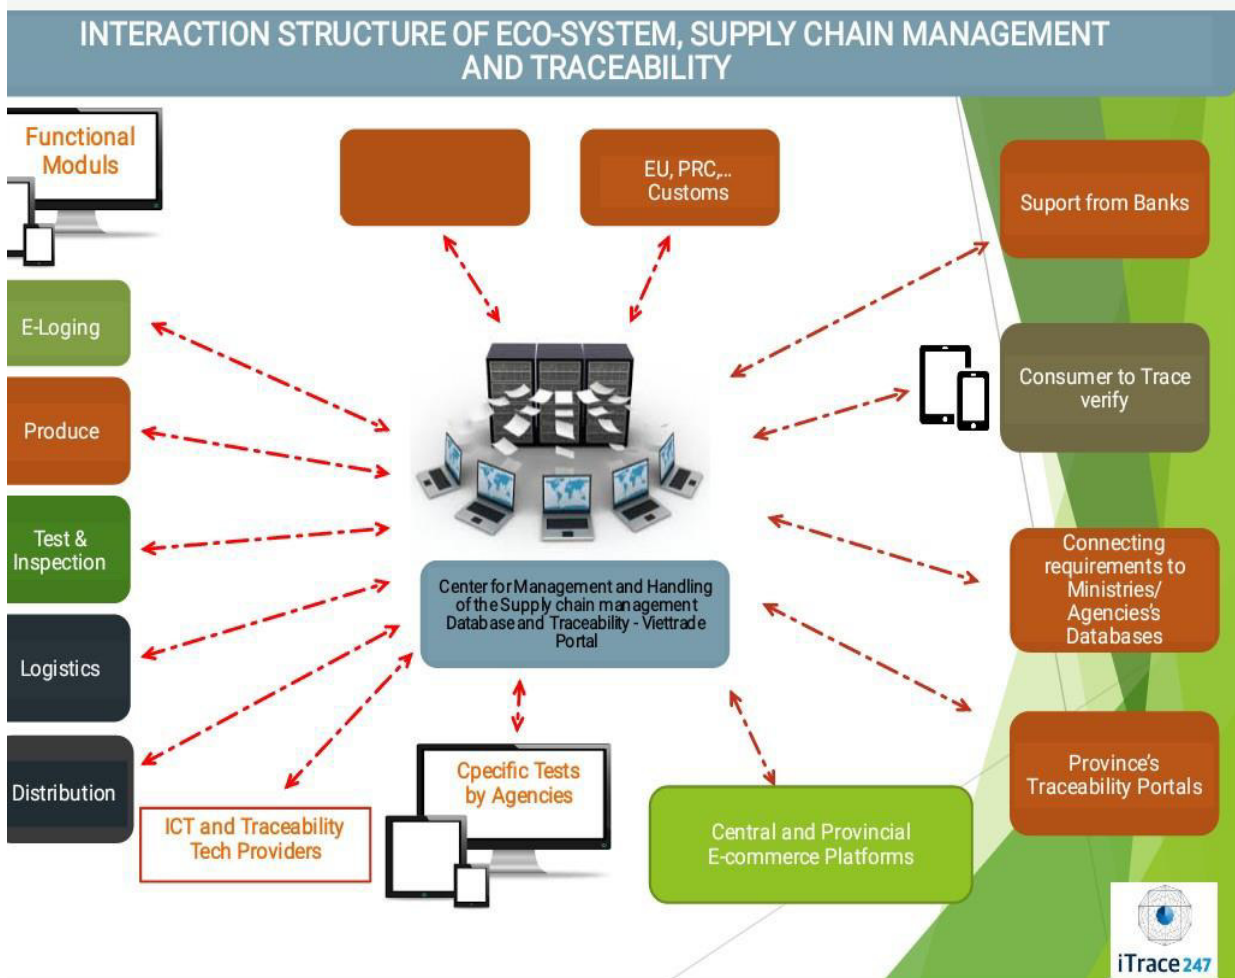 INTERACTION STRUCTURE OF ECO-SYSTEM, SUPPLY CHAIN MANAGEMENT
AND TRACEABILITY
Functional
Moduls
EU, PRC,...
Customs
Suport from Banks
E-Loging
Consumer to Trace
verify
Produce
Test &
Inspection
Connecting
requirements to
Ministries/
Agencies's
Databases
Center for Management and Handling
of the Supply chain management
Database and Traceability - Viettrade
Portal
Logistics
Province's
Traceability Portals
Distribution
Cpecific Tests
by Agencies
ICT and Traceability
Tech Providers
Central and Provincial
E-commerce Platforms
iTrace 247